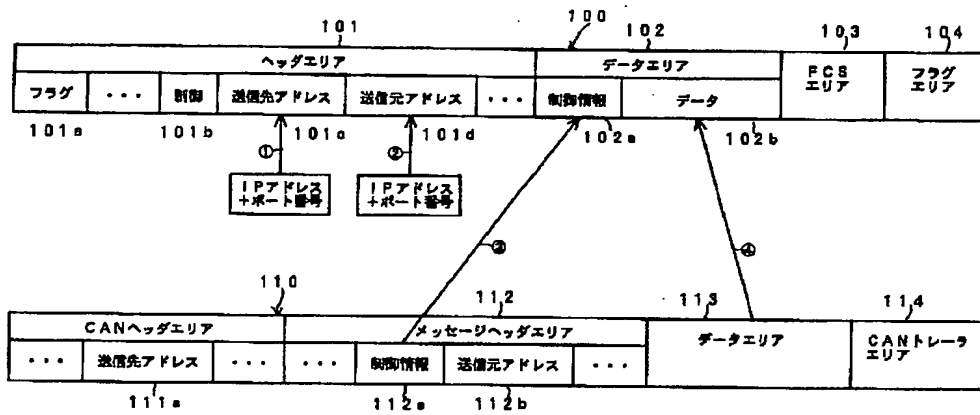 101 100 102 103 104
ヘッダエリア データエリア FCSエリア フラグエリア
フラグ ・・・ 制御 送信先アドレス 送信元アドレス ・・・ 制御情報 データ
101a 101b 101c 101d 102a 102b
① ②
IPアドレス+ポート番号 IPアドレス+ポート番号
③ ④
110 112 113 114
CANヘッダエリア メッセージヘッダエリア データエリア CANトレーラエリア
・・・ 送信先アドレス ・・・ ・・・ 制御情報 送信元アドレス ・・・
111a 112a 112b